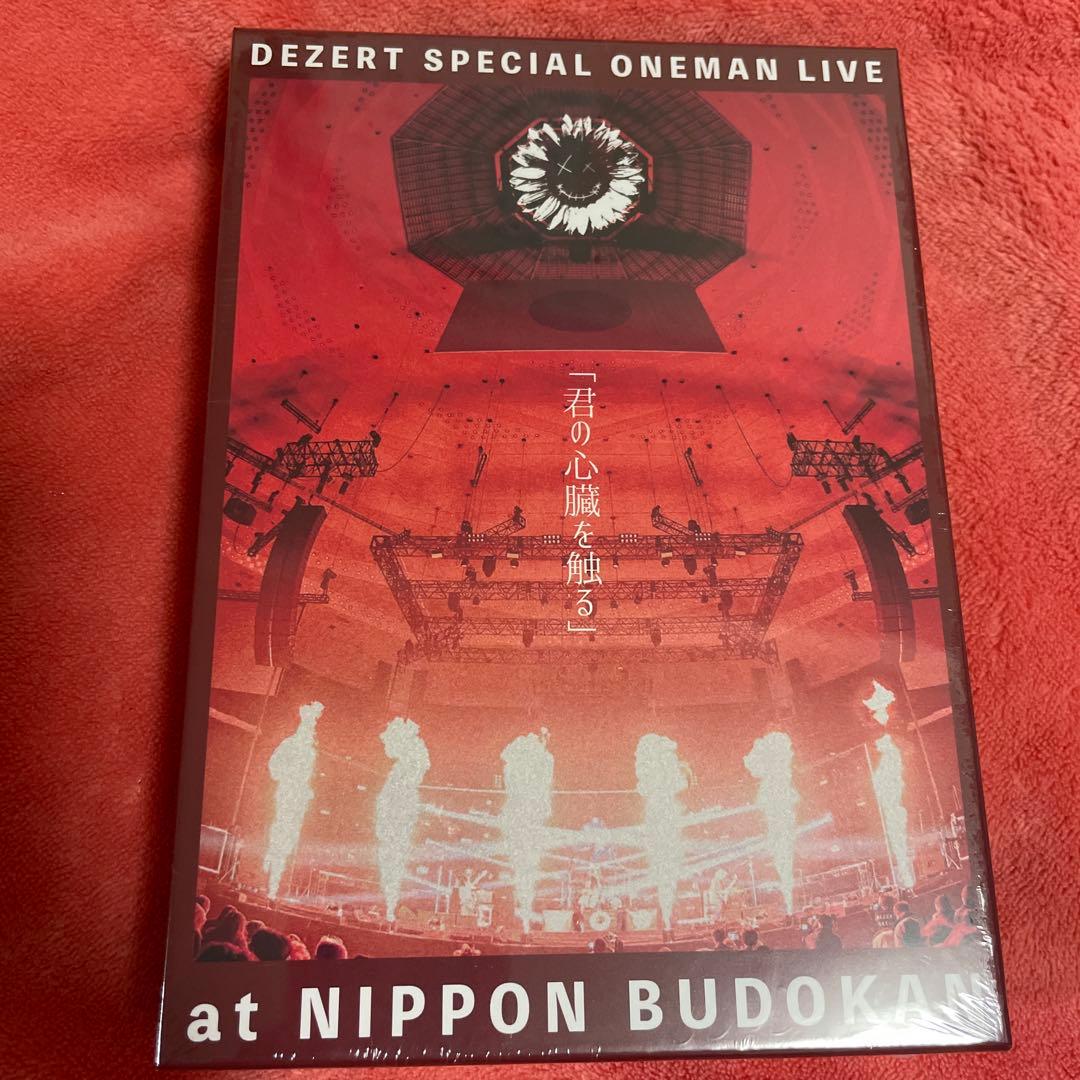 DEZERT SPECIAL ONEMAN LIVE
「君の心臓を触る」
at NIPPON BUDOKAN